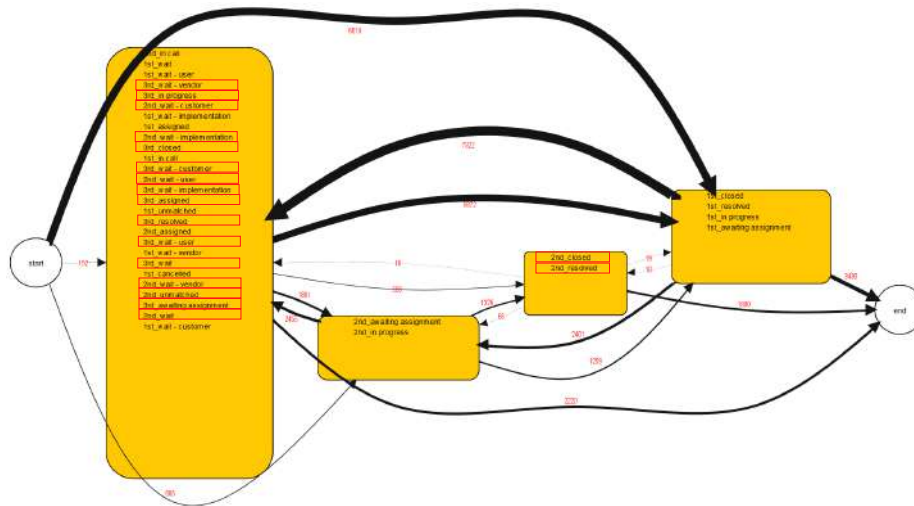 start
1st_wait
1st_wait - user
3rd_wait - vendor
3rd_in progress
2nd_wait - customer
1st_wait - implementation
1st_assigned
2nd_wait - implementation
3rd_closed
1st_in call
3rd_wait - customer
2nd_wait - user
3rd_wait - implementation
3rd_assigned
1st_unmatched
3rd_resolved
2nd_assigned
3rd_wait - user
1st_wait - vendor
3rd_wait
1st_cancelled
2nd_wait - vendor
2nd_unmatched
3rd_awaiting assignment
2nd_wait
1st_wait - customer
2nd_awaiting assignment
2nd_in progress
2nd_closed
2nd_resolved
1st_closed
1st_resolved
1st_in progress
1st_awaiting assignment
2401
1259
end